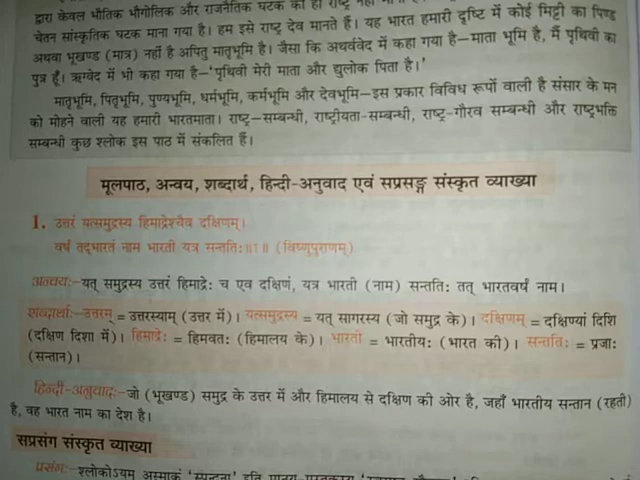 द्वारा केवल भौतिक भौगोलिक और राजनैतिक घटक को ही राष्ट्र नहीं
चेतन सांस्कृतिक घटक माना गया है। हम इसे राष्ट्र देव मानते हैं। यह भारत हमारी दृष्टि में कोई मिट्टी का पिण्ड
अथवा भूखण्ड (मात्र) नहीं है अपितु मातृभूमि है। जैसा कि अथर्ववेद में कहा गया है—माता भूमि है, मैं पृथिवी का
पुत्र हूँ। ऋग्वेद में भी कहा गया है—'पृथिवी मेरी माता और द्युलोक पिता है।'
मातृभूमि, पितृभूमि, पुण्यभूमि, धर्मभूमि, कर्मभूमि और देवभूमि—इस प्रकार विविध रूपों वाली है संसार के मन
को मोहने वाली यह हमारी भारतमाता। राष्ट्र—सम्बन्धी, राष्ट्रीयता-सम्बन्धी, राष्ट्र-गौरव सम्बन्धी और राष्ट्रभक्ति
सम्बन्धी कुछ श्लोक इस पाठ में संकलित हैं।
मूलपाठ, अन्वय, शब्दार्थ, हिन्दी-अनुवाद एवं सप्रसङ्ग संस्कृत व्याख्या
1. उत्तरं यत्समुद्रस्य हिमाद्रेश्चैव दक्षिणम्।
वर्षं तद्भारतं नाम भारती यत्र सन्ततिः॥1॥ (विष्णुपुराणम्)
अन्वयः—यत् समुद्रस्य उत्तरं हिमाद्रेः च एव दक्षिणं, यत्र भारती (नाम) सन्ततिः तत् भारतवर्षं नाम।
शब्दार्थाः—उत्तरम् = उत्तरस्याम् (उत्तर में)। यत्समुद्रस्य = यत् सागरस्य (जो समुद्र के)। दक्षिणम् = दक्षिण्यां दिशि
(दक्षिण दिशा में)। हिमाद्रेः = हिमवतः (हिमालय के)। भारती = भारतीयः (भारत की)। सन्ततिः = प्रजाः
(सन्तान)।
हिन्दी-अनुवादः—जो (भूखण्ड) समुद्र के उत्तर में और हिमालय से दक्षिण की ओर है, जहाँ भारतीय सन्तान (रहती)
है, वह भारत नाम का देश है।
सप्रसंग संस्कृत व्याख्या
प्रसंगः—श्लोकोऽयम् अस्माकं 'स्पन्दना' इति पाठ्य